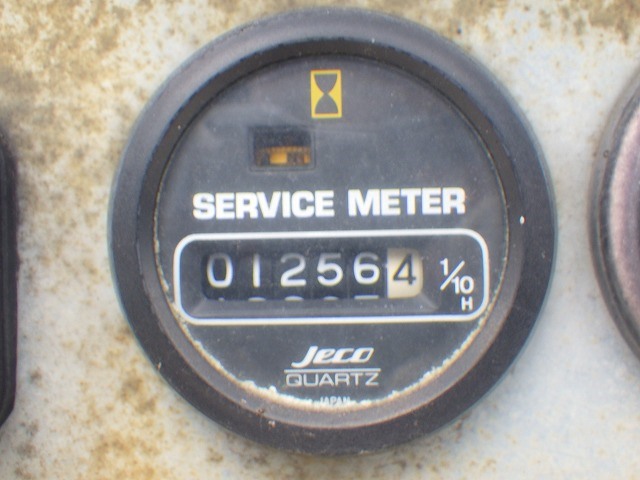 SERVICE METER
012564 1/10 H
Jeco
QUARTZ
JAPAN